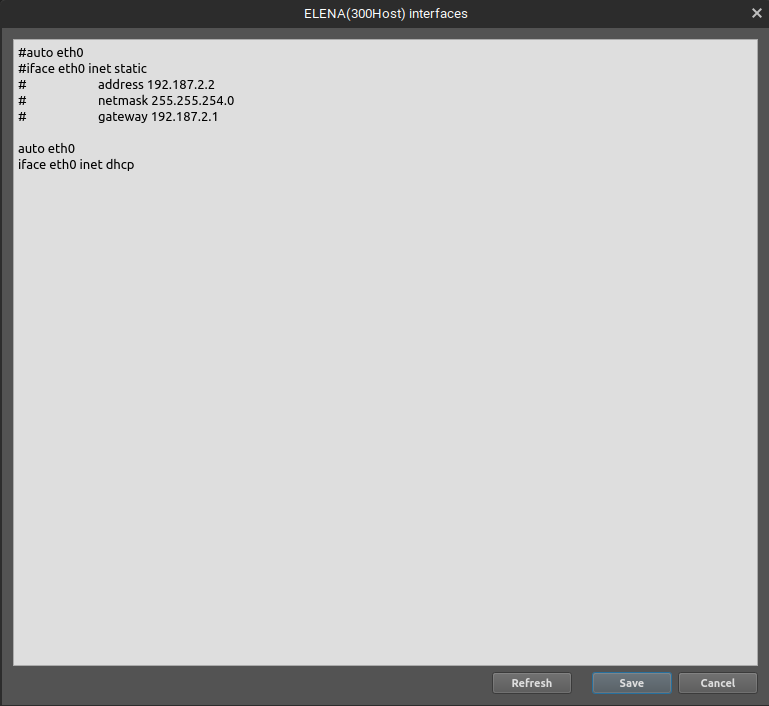 ELENA(300Host) interfaces
#auto eth0
#iface eth0 inet static
#	address 192.187.2.2
#	netmask 255.255.254.0
#	gateway 192.187.2.1
auto eth0
iface eth0 inet dhcp
Refresh Save Cancel